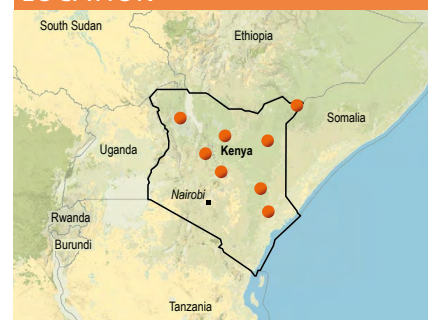 South Sudan
Ethiopia
Somalia
Uganda
Kenya
Nairobi
Rwanda
Burundi
Tanzania